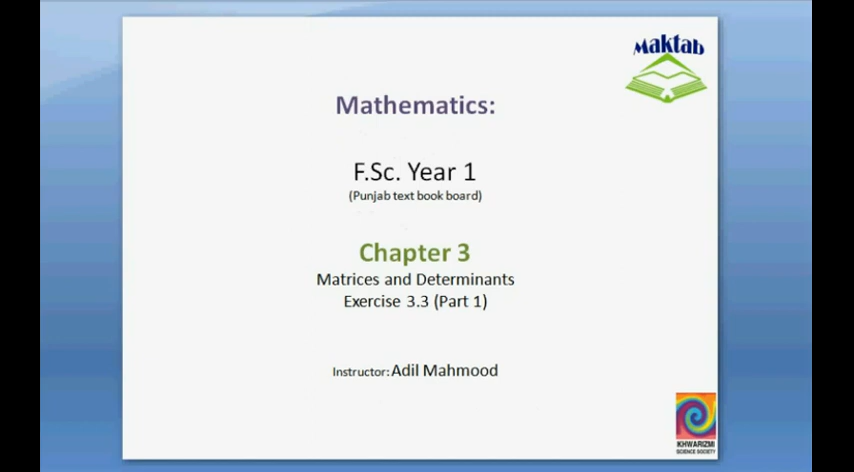 Maktab
Mathematics:
F.Sc. Year 1
(Punjab text book board)
Chapter 3
Matrices and Determinants
Exercise 3.3 (Part 1)
Instructor: Adil Mahmood
KHWARIZMI
SCIENCE SOCIETY